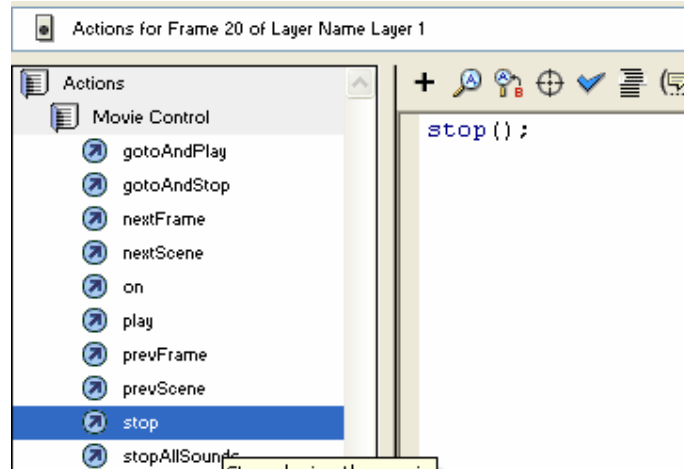 Actions for Frame 20 of Layer Name Layer 1
Actions
Movie Control
gotoAndPlay
gotoAndStop
nextFrame
nextScene
on
play
prevFrame
prevScene
stop
stopAllSounds
stop();